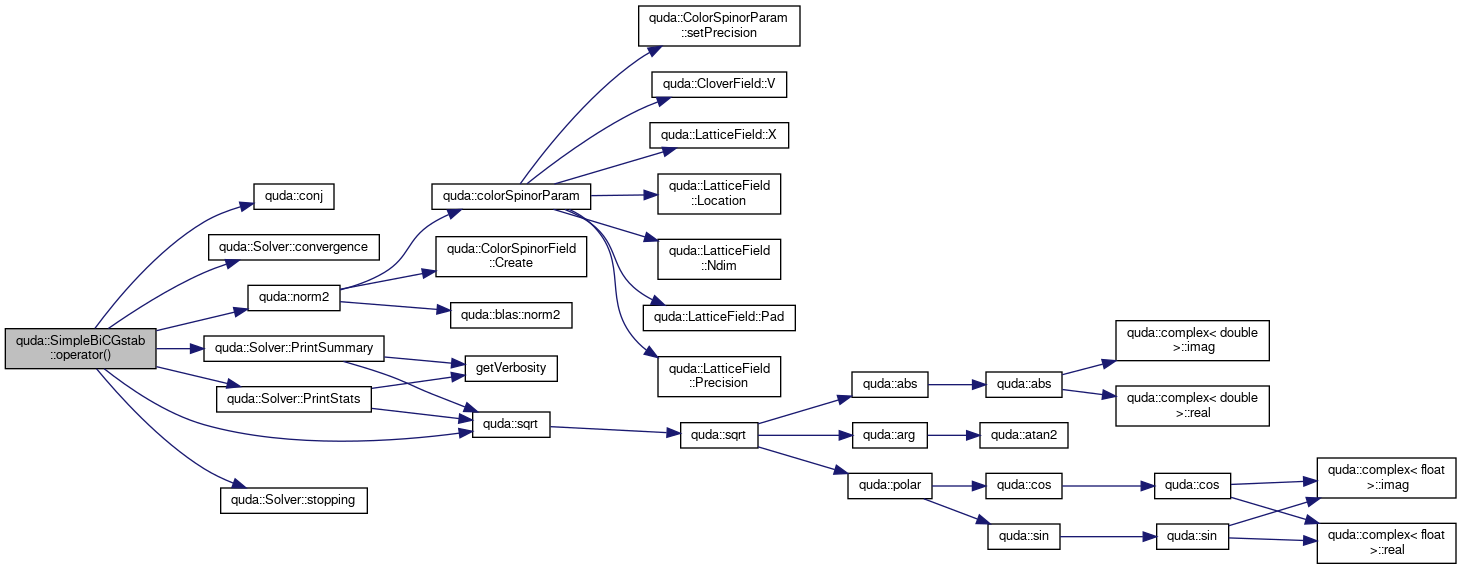 quda::SimpleBiCGstab
::operator()
quda::conj
quda::Solver::convergence
quda::norm2
quda::Solver::PrintSummary
quda::Solver::PrintStats
quda::Solver::stopping
quda::colorSpinorParam
quda::ColorSpinorField
::Create
quda::blas::norm2
getVerbosity
quda::sqrt
quda::ColorSpinorParam
::setPrecision
quda::CloverField::V
quda::LatticeField::X
quda::LatticeField
::Location
quda::LatticeField
::Ndim
quda::LatticeField::Pad
quda::LatticeField
::Precision
quda::sqrt
quda::abs
quda::arg
quda::polar
quda::abs
quda::atan2
quda::cos
quda::sin
quda::complex< double
>::imag
quda::complex< double
>::real
quda::cos
quda::sin
quda::complex< float
>::imag
quda::complex< float
>::real